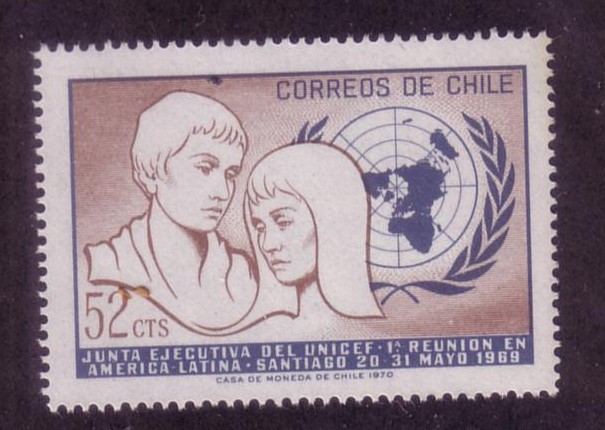 CORREOS DE CHILE
52 CTS
JUNTA EJECUTIVA DEL UNICEF · 1ª REUNION EN
AMERICA-LATINA · SANTIAGO 20-31 MAYO 1969
CASA DE MONEDA DE CHILE 1970